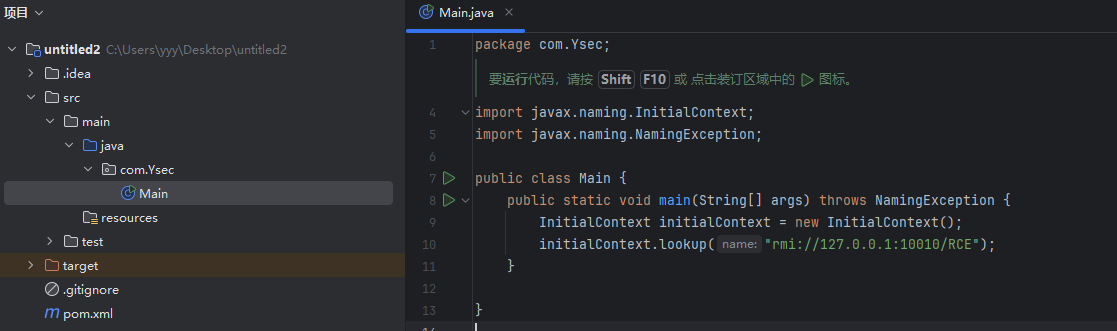 项目
untitled2 C:\Users\yyy\Desktop\untitled2
.idea
src
main
java
com.Ysec
Main
resources
test
target
.gitignore
pom.xml
Main.java
1 package com.Ysec;
要运行代码，请按 Shift F10 或 点击装订区域中的 图标。
4 import javax.naming.InitialContext;
5 import javax.naming.NamingException;
6
7 public class Main {
8 public static void main(String[] args) throws NamingException {
9 InitialContext initialContext = new InitialContext();
10 initialContext.lookup( name: "rmi://127.0.0.1:10010/RCE");
11 }
12
13 }
14